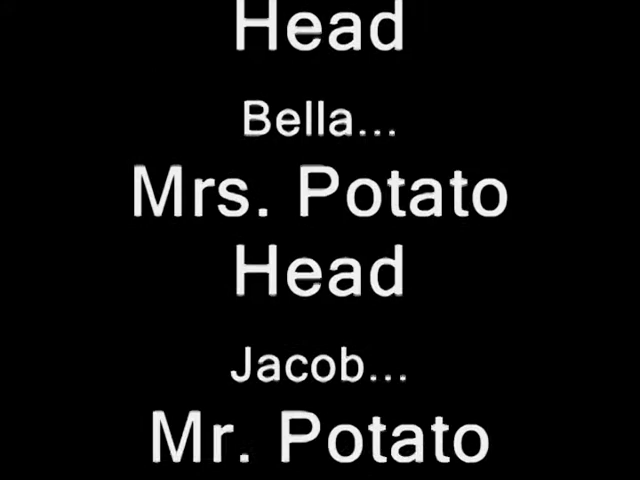 Head
Bella...
Mrs. Potato
Head
Jacob...
Mr. Potato